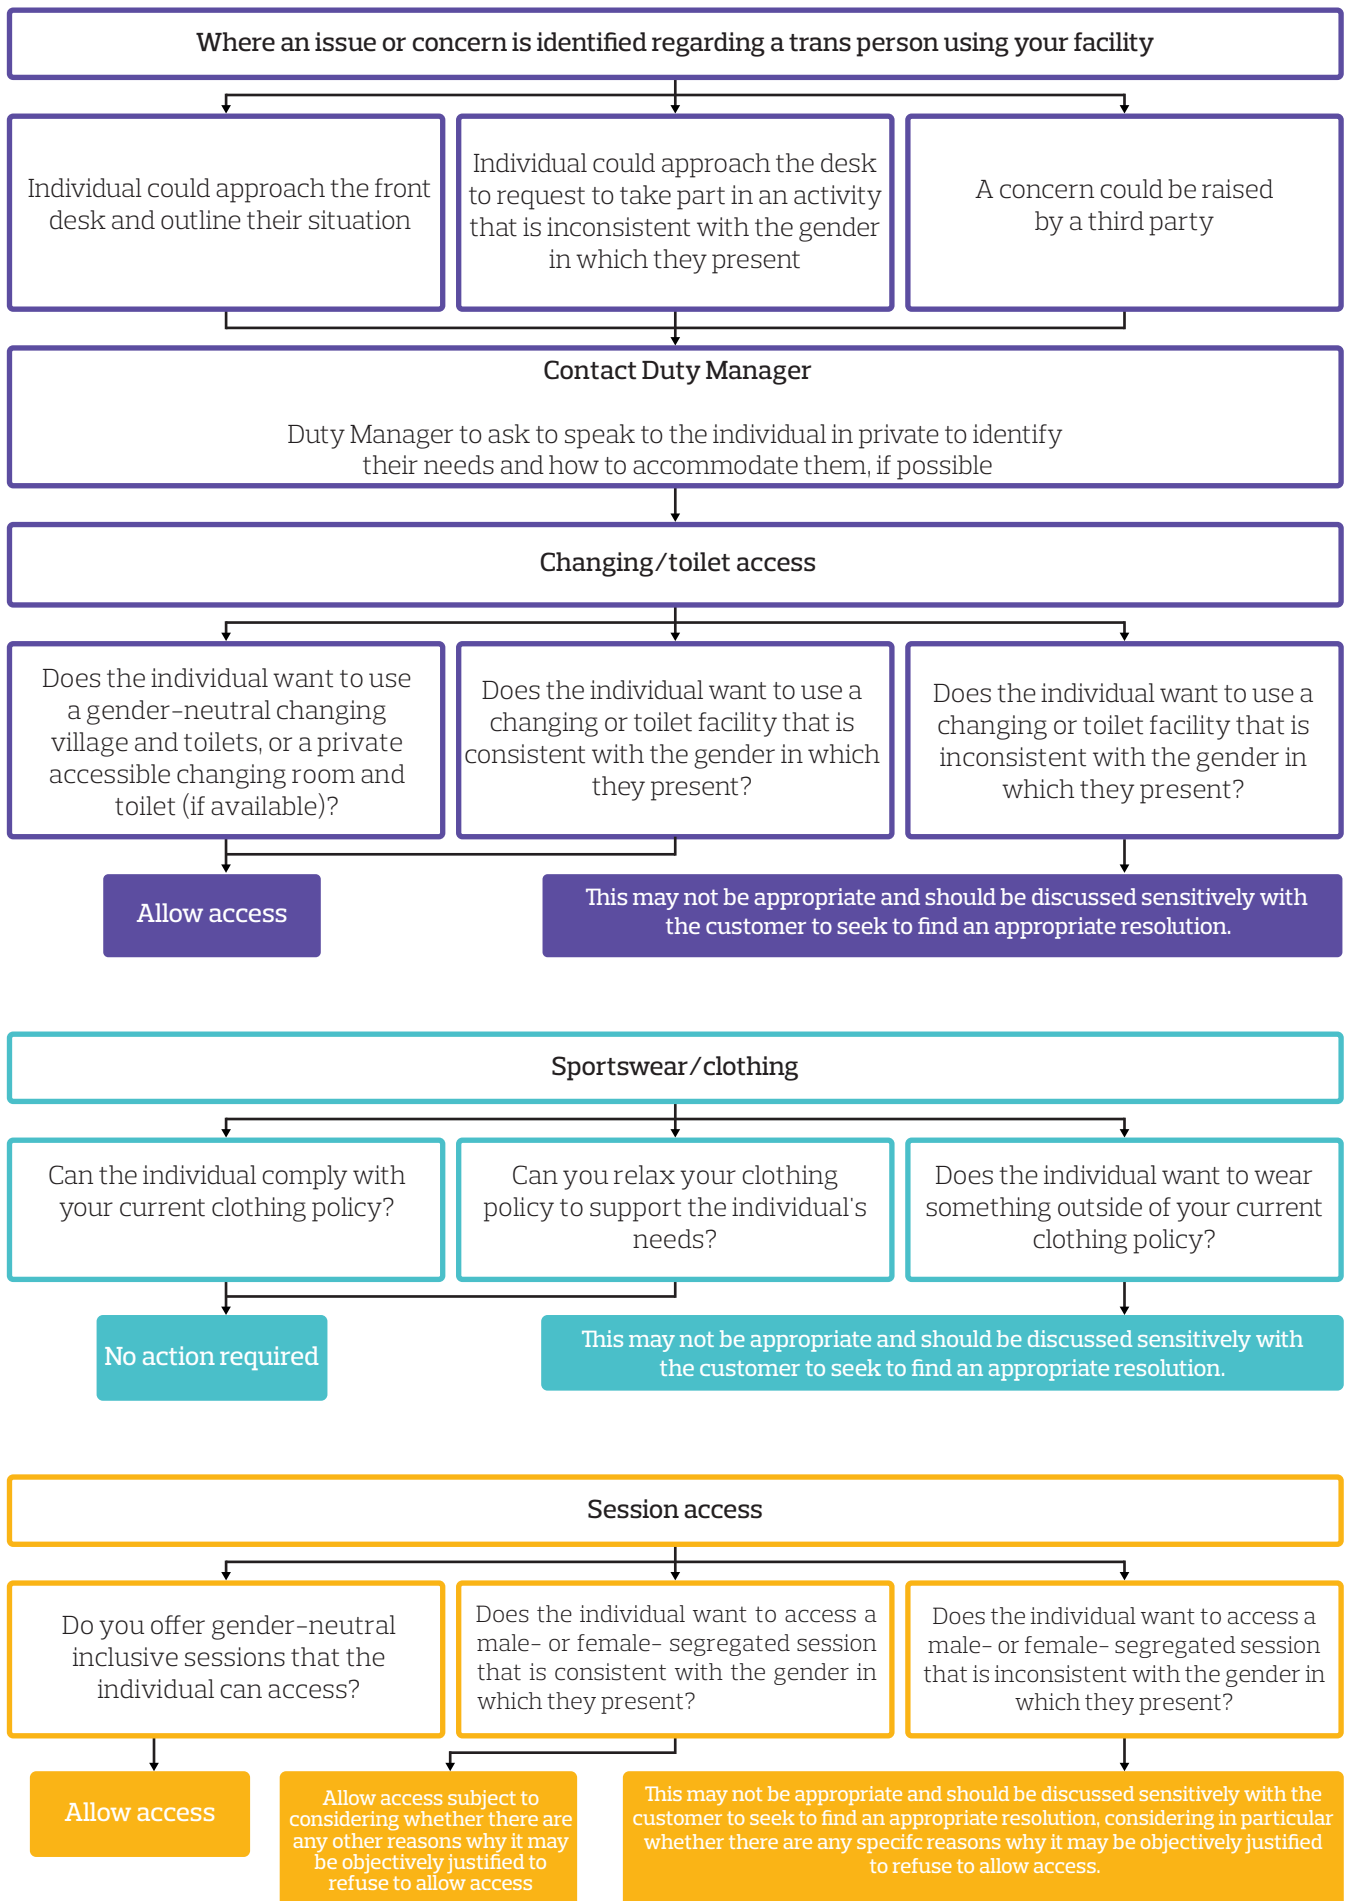 Where an issue or concern is identified regarding a trans person using your facility
Individual could approach the front
desk and outline their situation
Individual could approach the desk
to request to take part in an activity
that is inconsistent with the gender
in which they present
A concern could be raised
by a third party
Contact Duty Manager
Duty Manager to ask to speak to the individual in private to identify
their needs and how to accommodate them, if possible
Changing/toilet access
Does the individual want to use
a gender-neutral changing
village and toilets, or a private
accessible changing room and
toilet (if available)?
Does the individual want to use a
changing or toilet facility that is
consistent with the gender in which
they present?
Does the individual want to use a
changing or toilet facility that is
inconsistent with the gender in
which they present?
Allow access
This may not be appropriate and should be discussed sensitively with
the customer to seek to find an appropriate resolution.
Sportswear/clothing
Can the individual comply with
your current clothing policy?
Can you relax your clothing
policy to support the individual's
needs?
Does the individual want to wear
something outside of your current
clothing policy?
No action required
This may not be appropriate and should be discussed sensitively with
the customer to seek to find an appropriate resolution.
Session access
Do you offer gender-neutral
inclusive sessions that the
individual can access?
Does the individual want to access a
male- or female- segregated session
that is consistent with the gender in
which they present?
Does the individual want to access a
male- or female- segregated session
that is inconsistent with the gender in
which they present?
Allow access
Allow access subject to
considering whether there are
any other reasons why it may
be objectively justified to
refuse to allow access
This may not be appropriate and should be discussed sensitively with the
customer to seek to find an appropriate resolution, considering in particular
whether there are any specifc reasons why it may be objectively justified
to refuse to allow access.